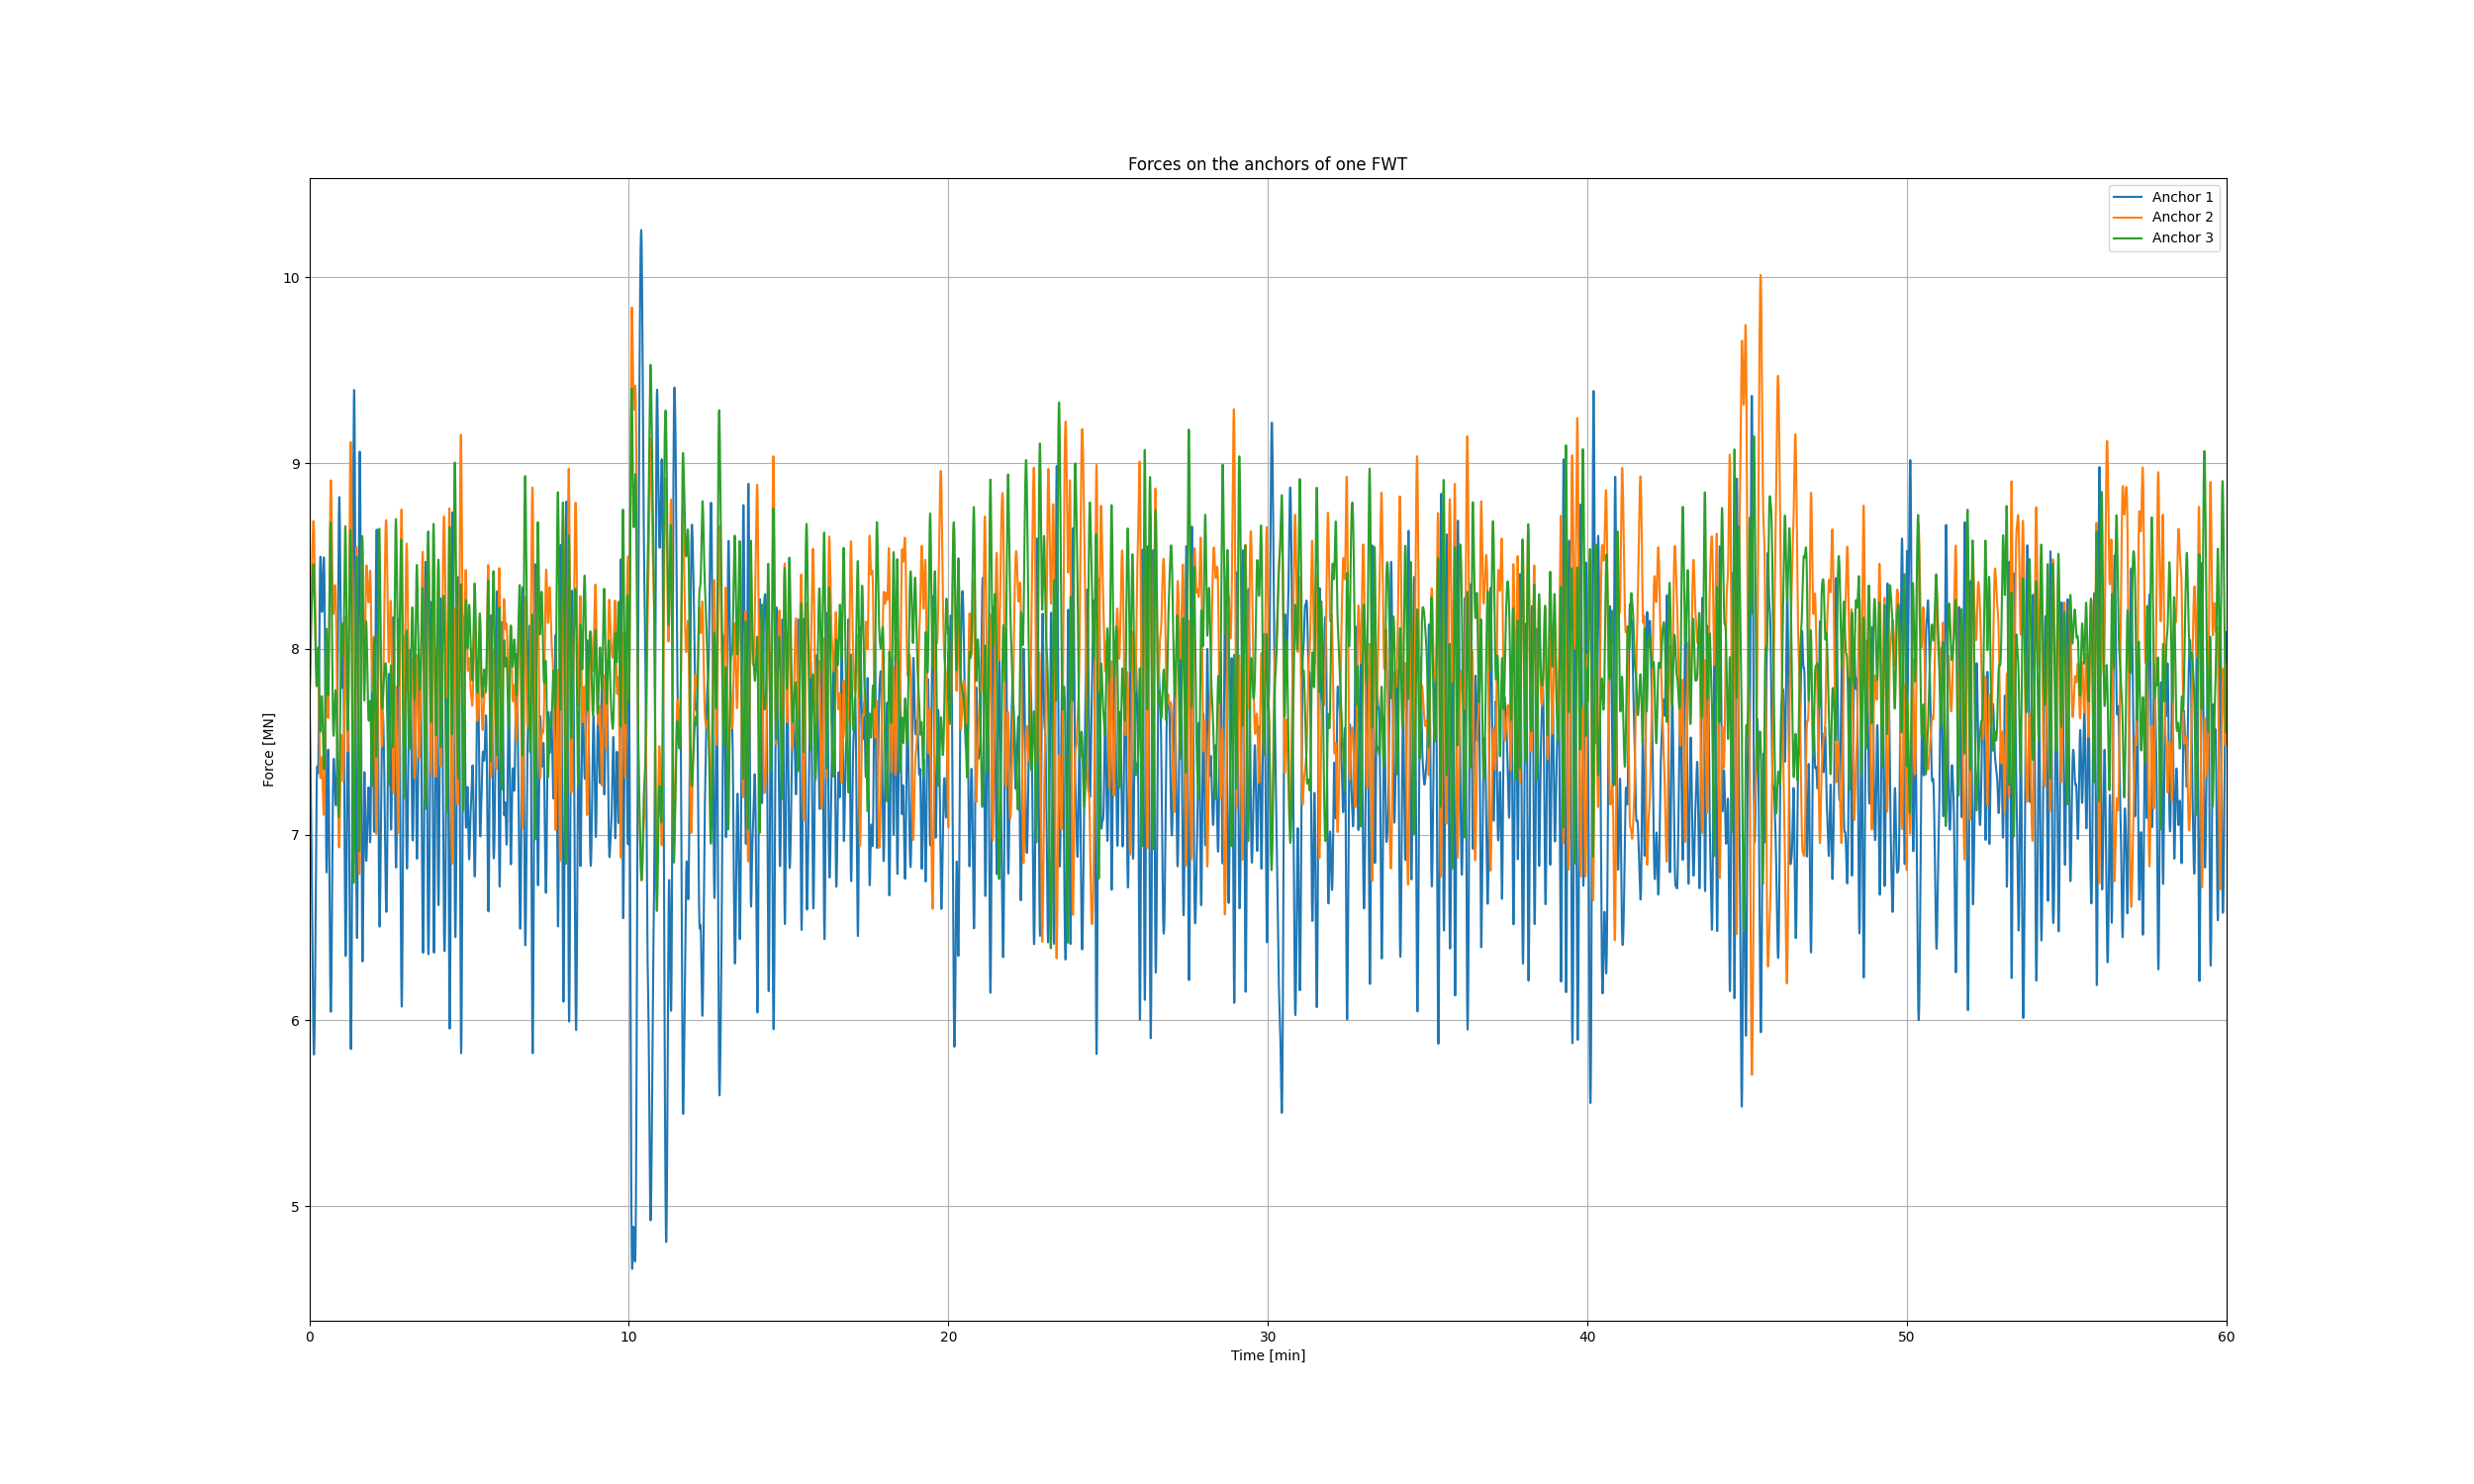 Forces on the anchors of one FWT
Anchor 1
Anchor 2
Anchor 3
Force [MN]
10
9
8
7
6
5
0 10 20 30 40 50 60
Time [min]